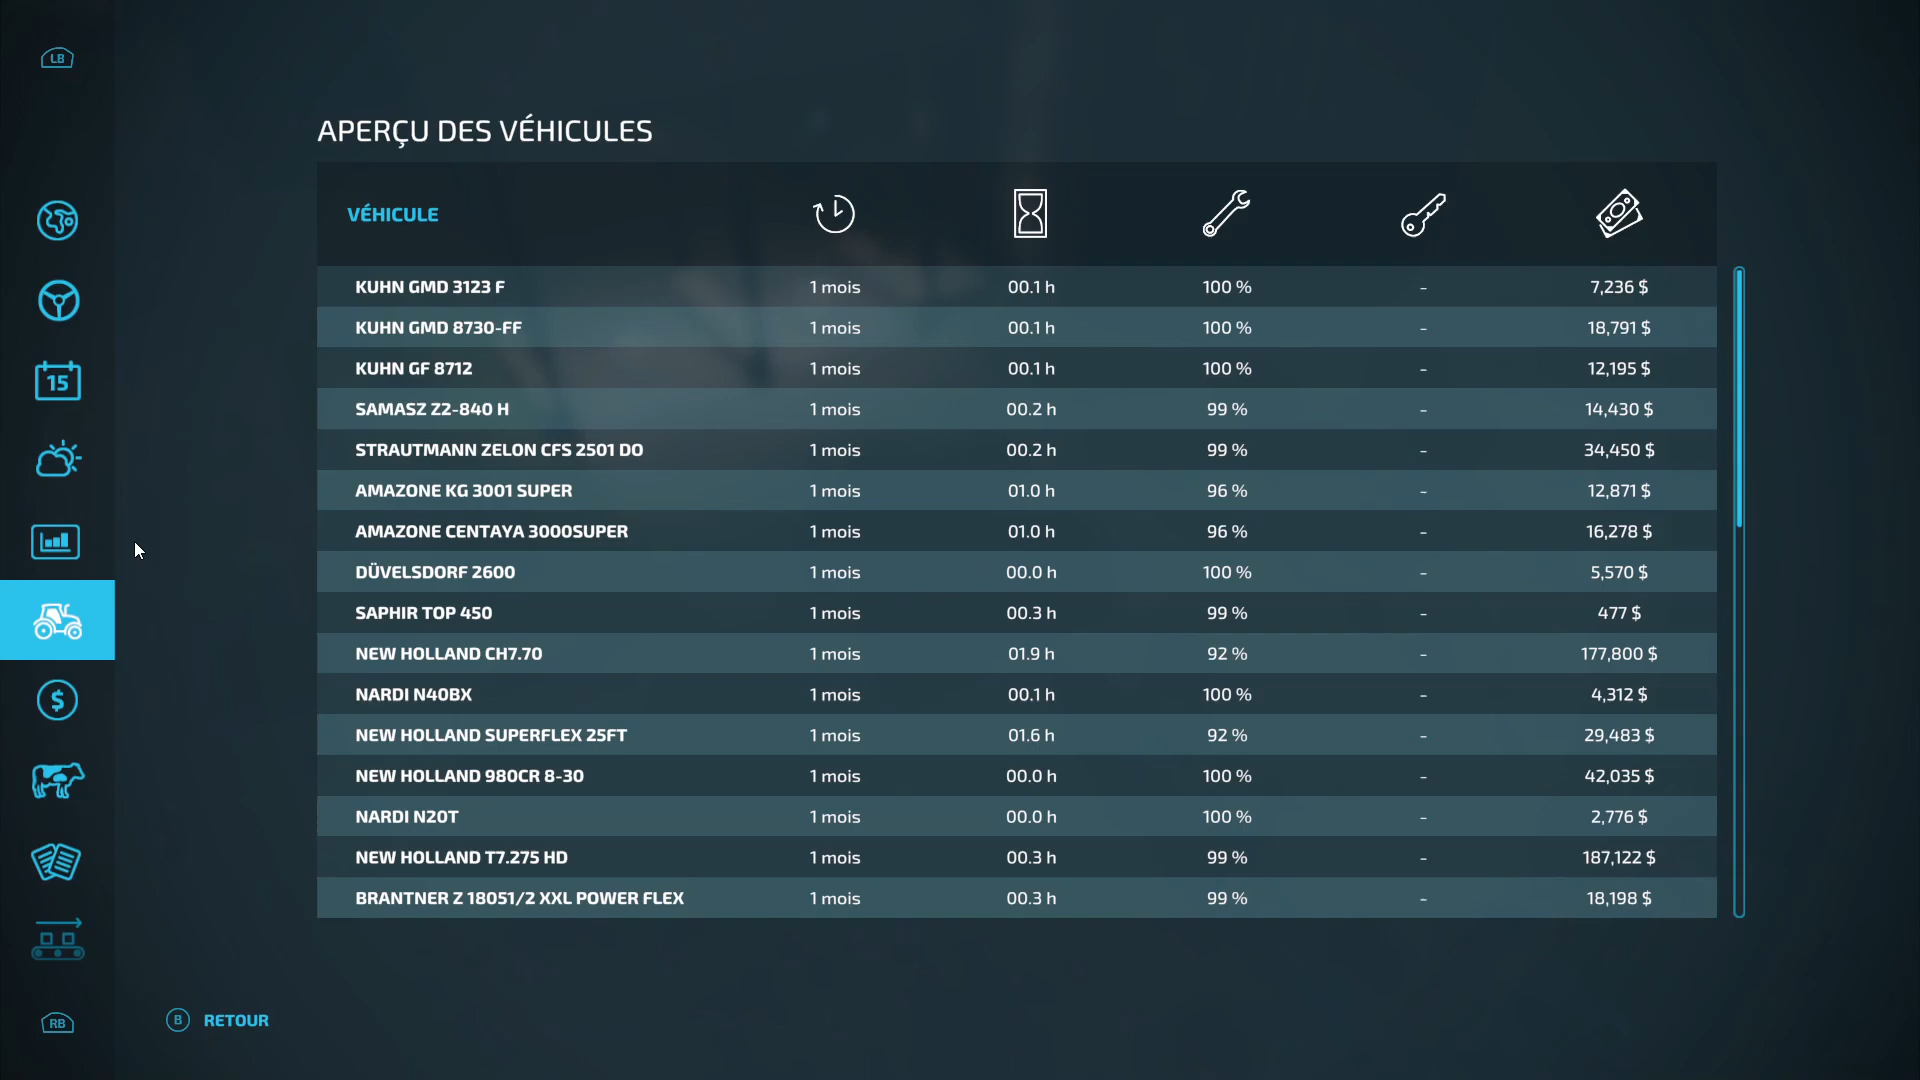 LB
APERÇU DES VÉHICULES
VÉHICULE
KUHN GMD 3123 F 1 mois 00.1 h 100 % - 7,236 $
KUHN GMD 8730-FF 1 mois 00.1 h 100 % - 18,791 $
KUHN GF 8712 1 mois 00.1 h 100 % - 12,195 $
SAMASZ Z2-840 H 1 mois 00.2 h 99 % - 14,430 $
STRAUTMANN ZELON CFS 2501 DO 1 mois 00.2 h 99 % - 34,450 $
AMAZONE KG 3001 SUPER 1 mois 01.0 h 96 % - 12,871 $
AMAZONE CENTAYA 3000SUPER 1 mois 01.0 h 96 % - 16,278 $
DÜVELSDORF 2600 1 mois 00.0 h 100 % - 5,570 $
SAPHIR TOP 450 1 mois 00.3 h 99 % - 477 $
NEW HOLLAND CH7.70 1 mois 01.9 h 92 % - 177,800 $
NARDI N40BX 1 mois 00.1 h 100 % - 4,312 $
NEW HOLLAND SUPERFLEX 25FT 1 mois 01.6 h 92 % - 29,483 $
NEW HOLLAND 980CR 8-30 1 mois 00.0 h 100 % - 42,035 $
NARDI N20T 1 mois 00.0 h 100 % - 2,776 $
NEW HOLLAND T7.275 HD 1 mois 00.3 h 99 % - 187,122 $
BRANTNER Z 18051/2 XXL POWER FLEX 1 mois 00.3 h 99 % - 18,198 $
15
$
RB
B RETOUR